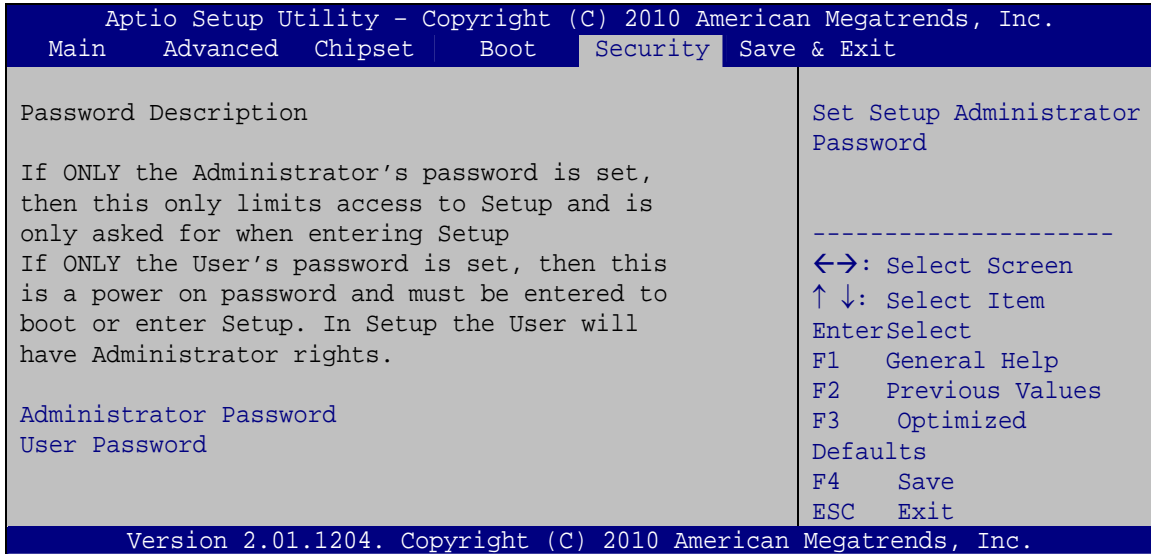 Aptio Setup Utility – Copyright (C) 2010 American Megatrends, Inc.
Main Advanced Chipset Boot Security Save & Exit
Password Description
If ONLY the Administrator’s password is set,
then this only limits access to Setup and is
only asked for when entering Setup
If ONLY the User’s password is set, then this
is a power on password and must be entered to
boot or enter Setup. In Setup the User will
have Administrator rights.
Administrator Password
User Password
Set Setup Administrator
Password
---------------------
←→: Select Screen
↑ ↓: Select Item
EnterSelect
F1 General Help
F2 Previous Values
F3 Optimized
Defaults
F4 Save
ESC Exit
Version 2.01.1204. Copyright (C) 2010 American Megatrends, Inc.